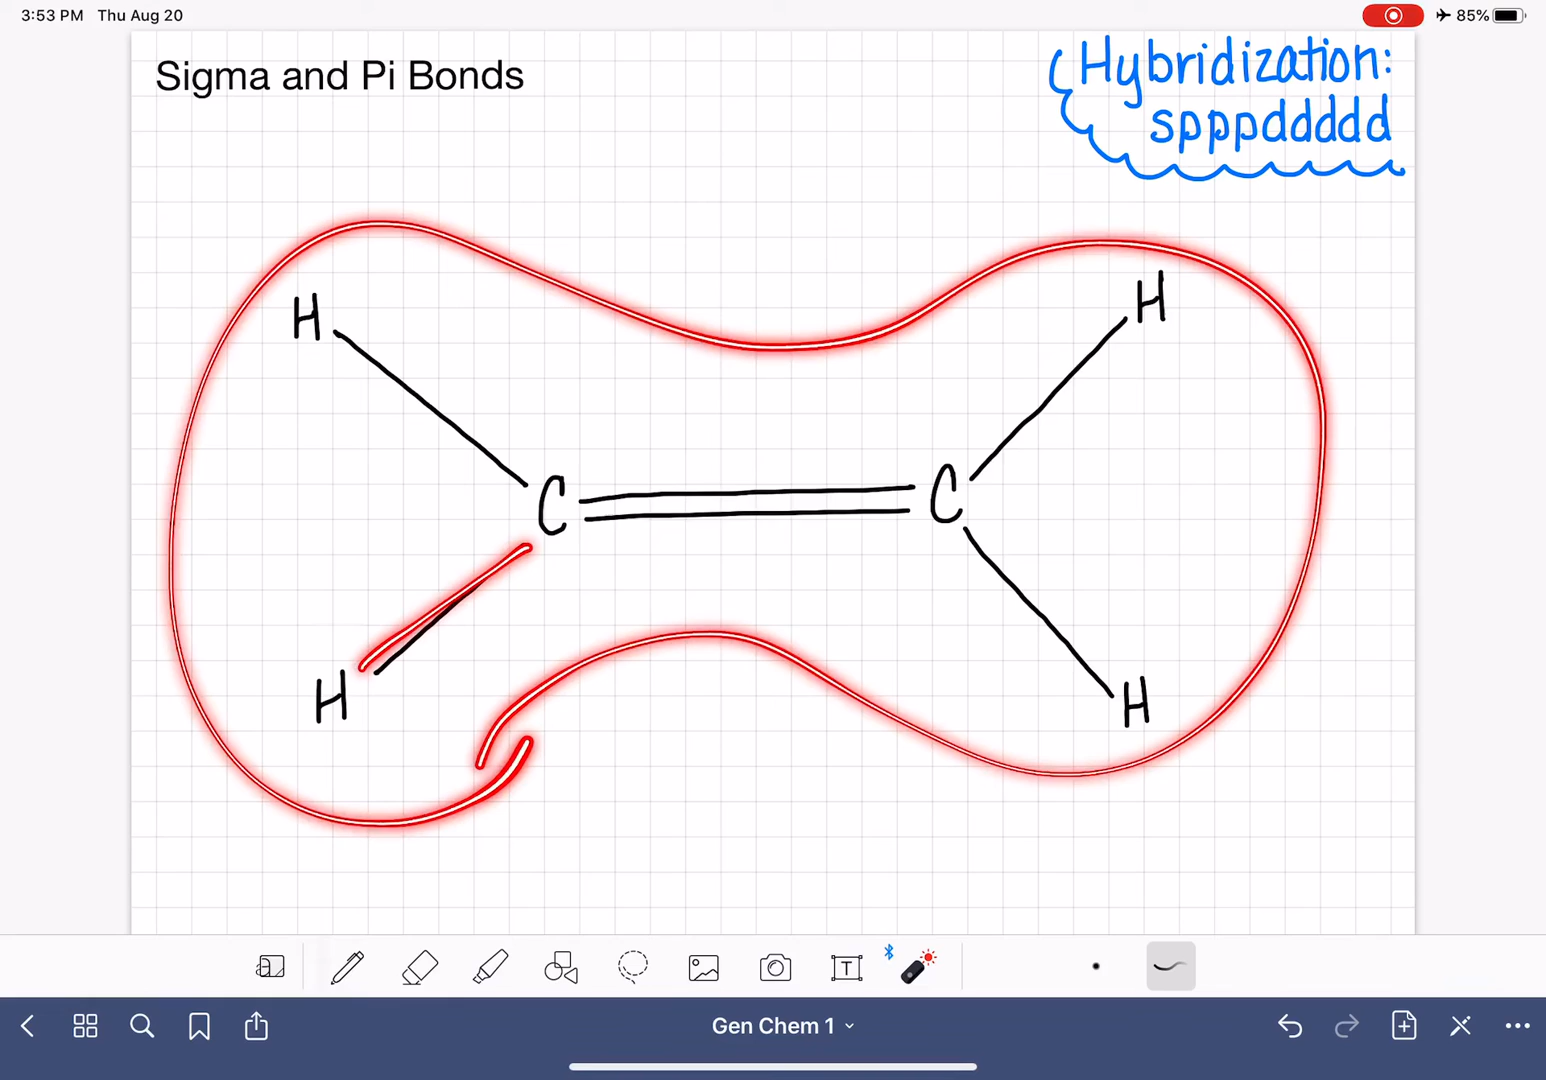 3:53 PM Thu Aug 20
85%
Sigma and Pi Bonds
Hybridization:
spppddddd
H
H
C
C
H
H
T
Gen Chem 1